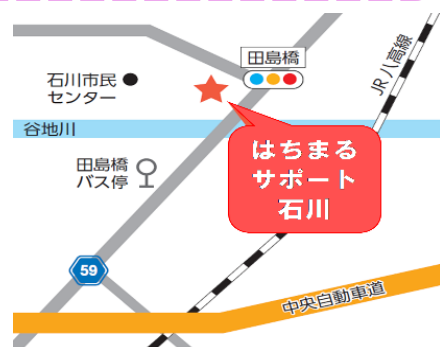 田島橋
石川市民
センター
JR八高線
谷地川
はちまる
サポート
石川
田島橋
バス停
59
中央自動車道